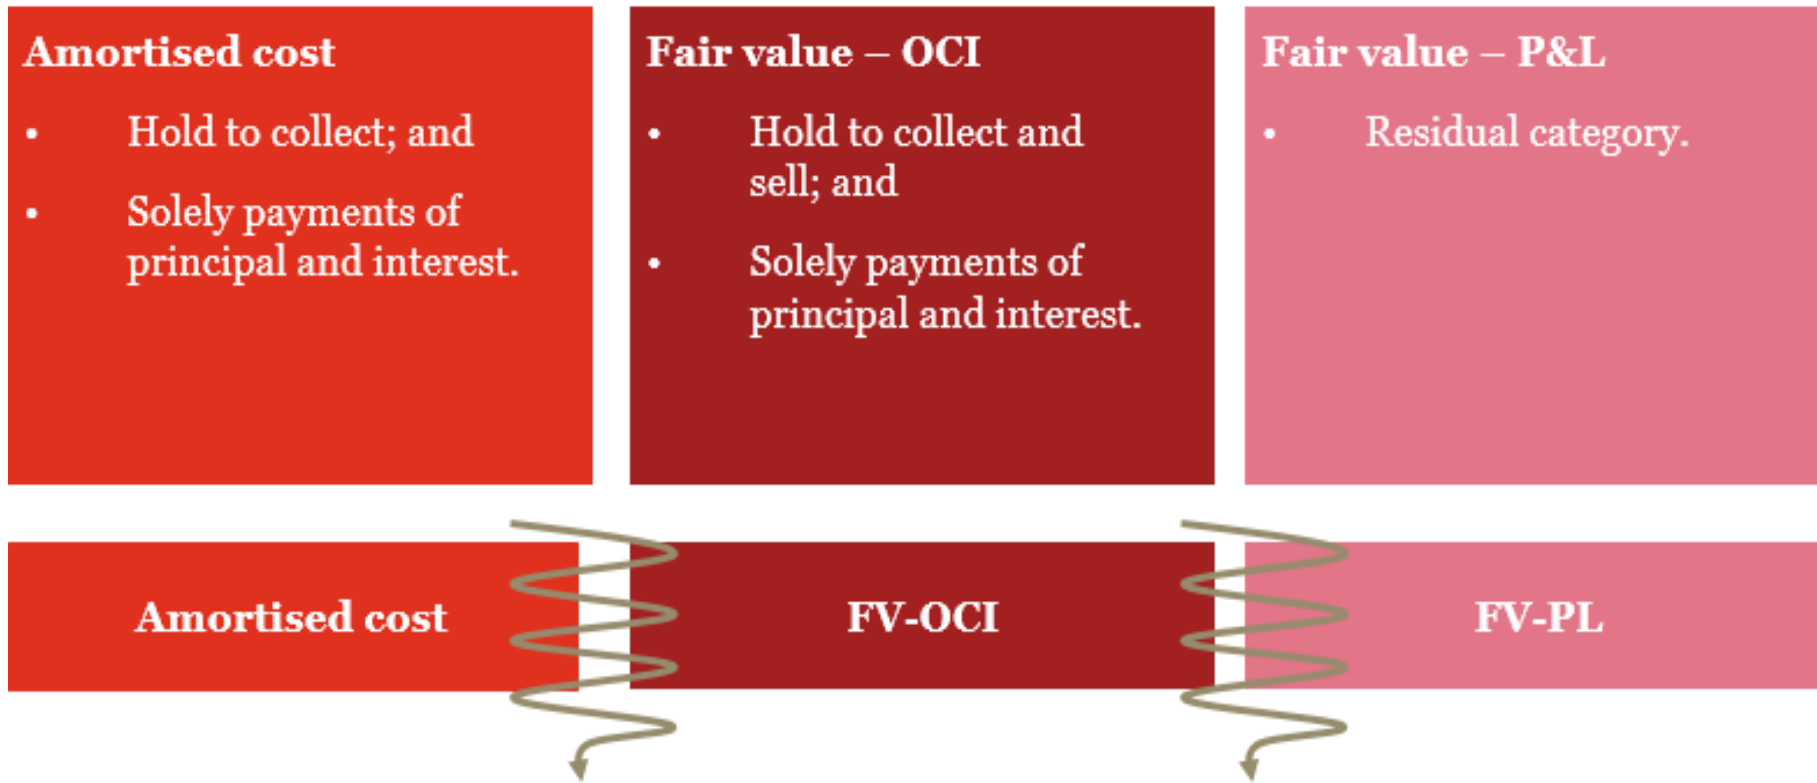 Amortised cost
• Hold to collect; and
• Solely payments of
principal and interest.
Fair value – OCI
• Hold to collect and
sell; and
• Solely payments of
principal and interest.
Fair value – P&L
• Residual category.
Amortised cost
FV-OCI
FV-PL